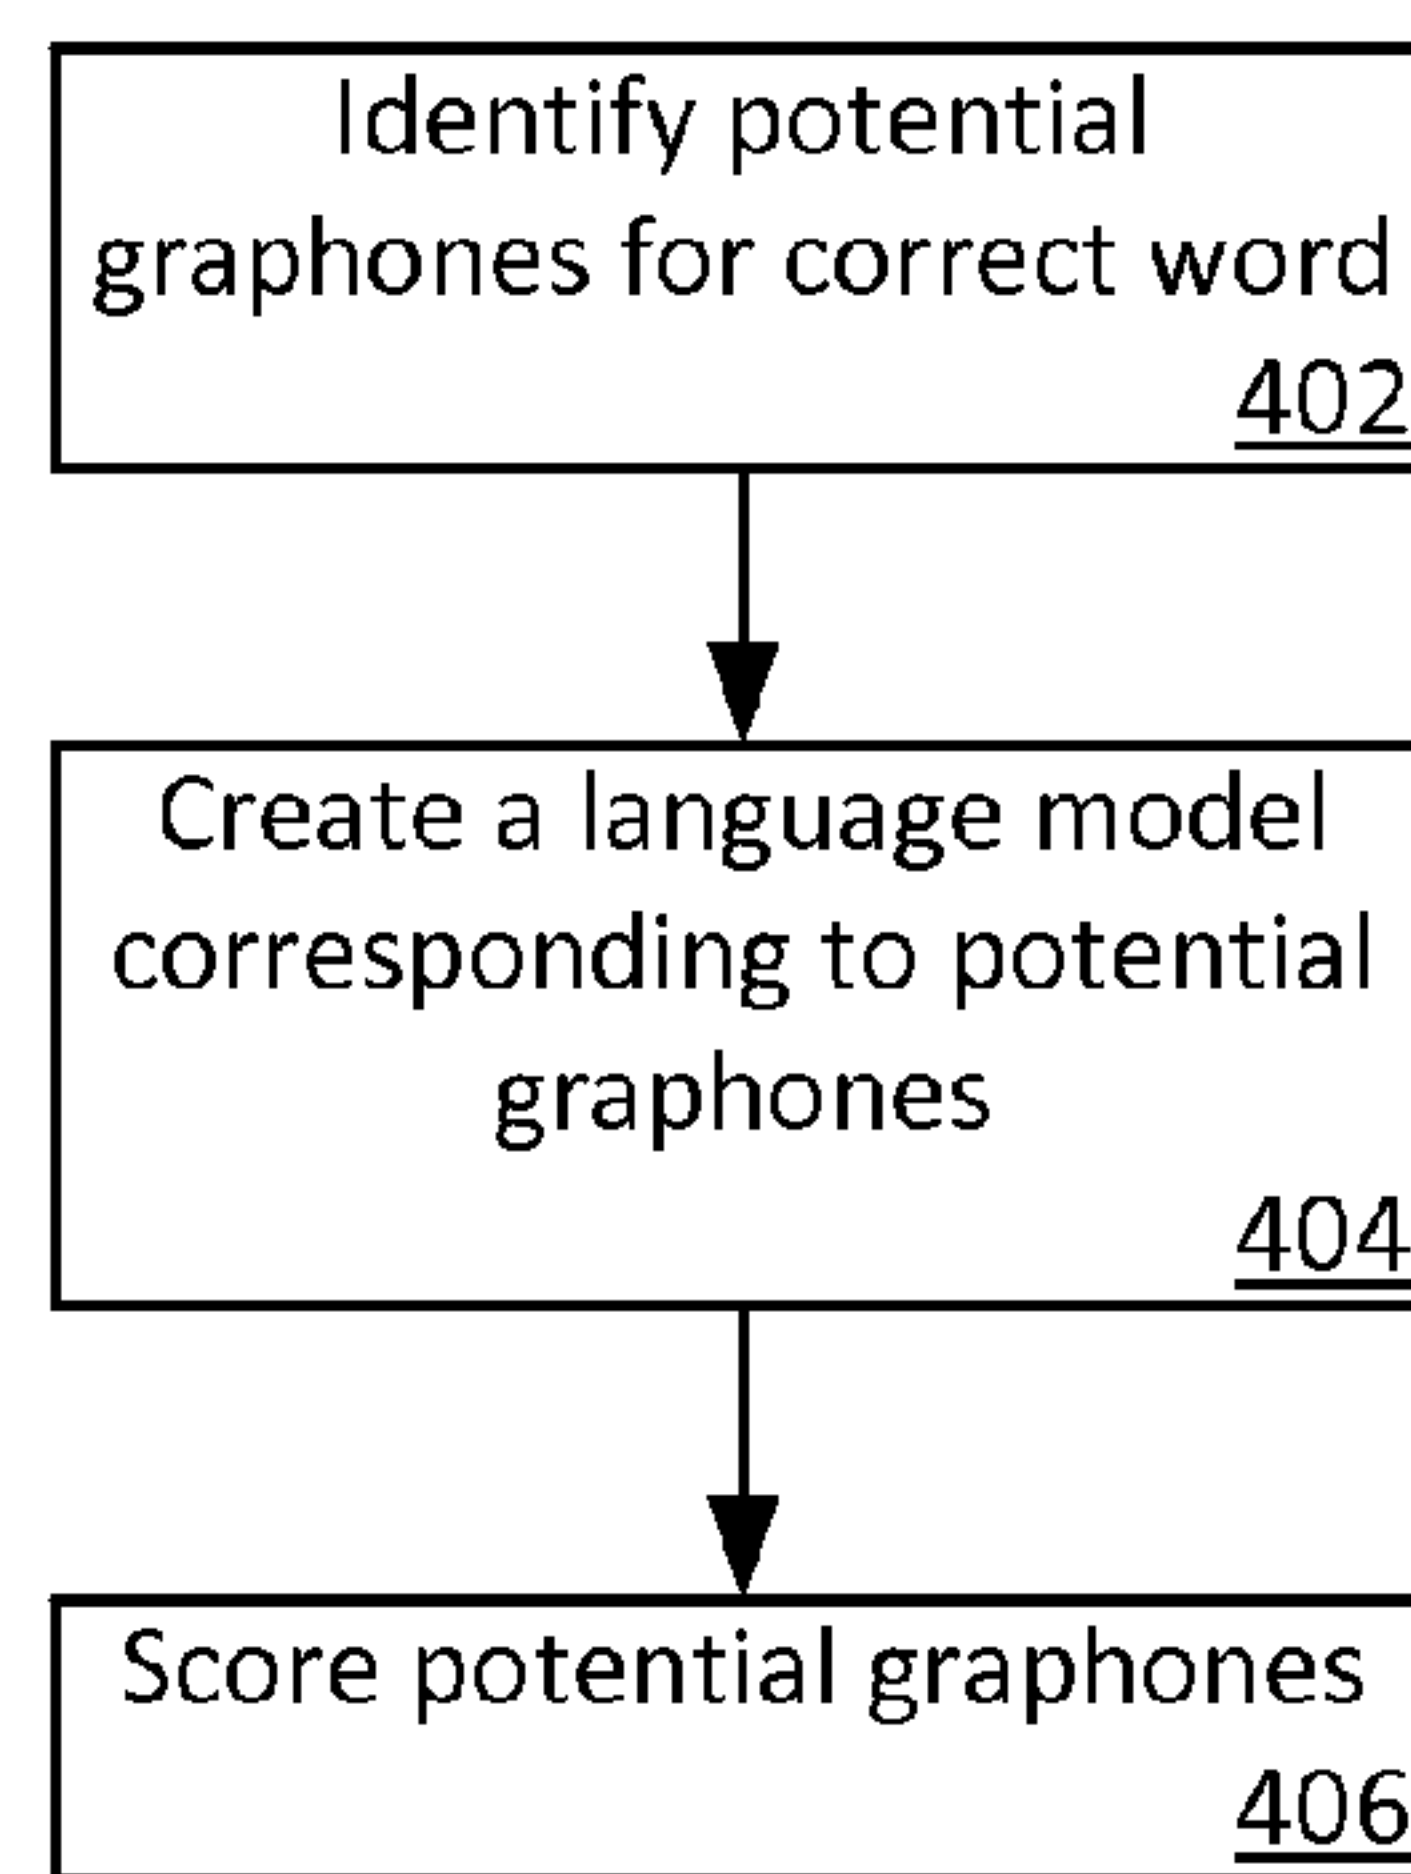 Identify potential
graphones for correct word
402
Create a language model
corresponding to potential
graphones
404
Score potential graphones
406